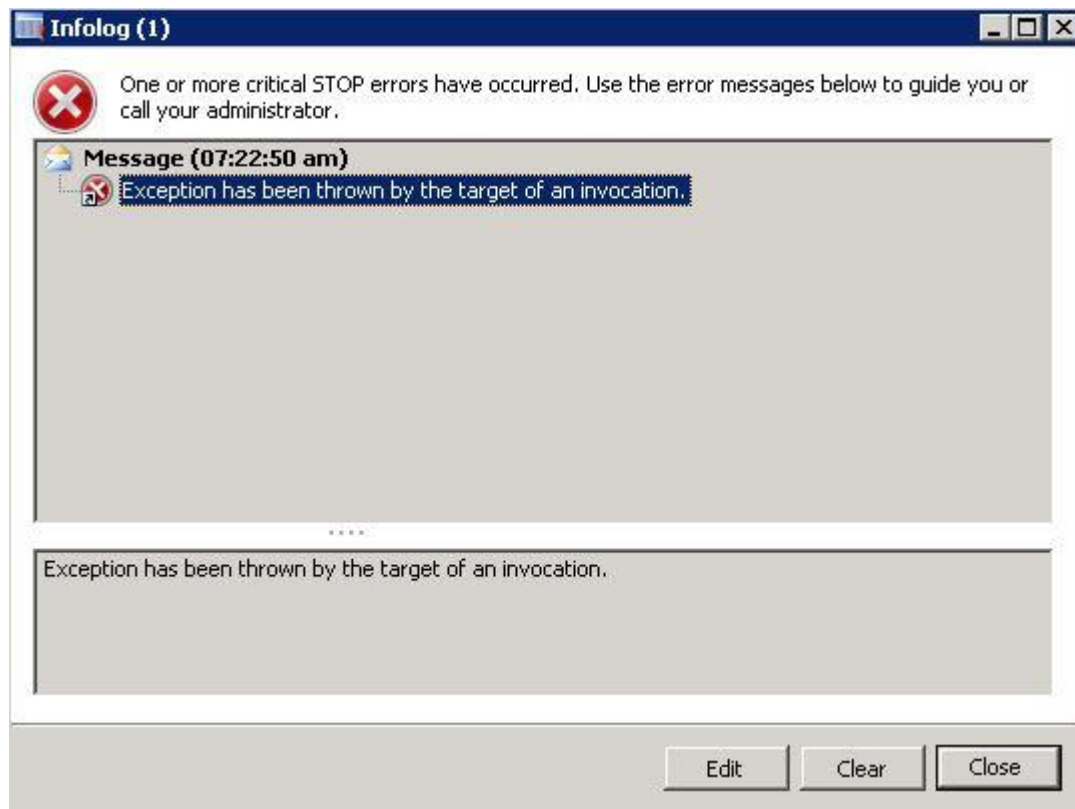 Infolog (1)
One or more critical STOP errors have occurred. Use the error messages below to guide you or
call your administrator.
Message (07:22:50 am)
Exception has been thrown by the target of an invocation.
Exception has been thrown by the target of an invocation.
Edit
Clear
Close